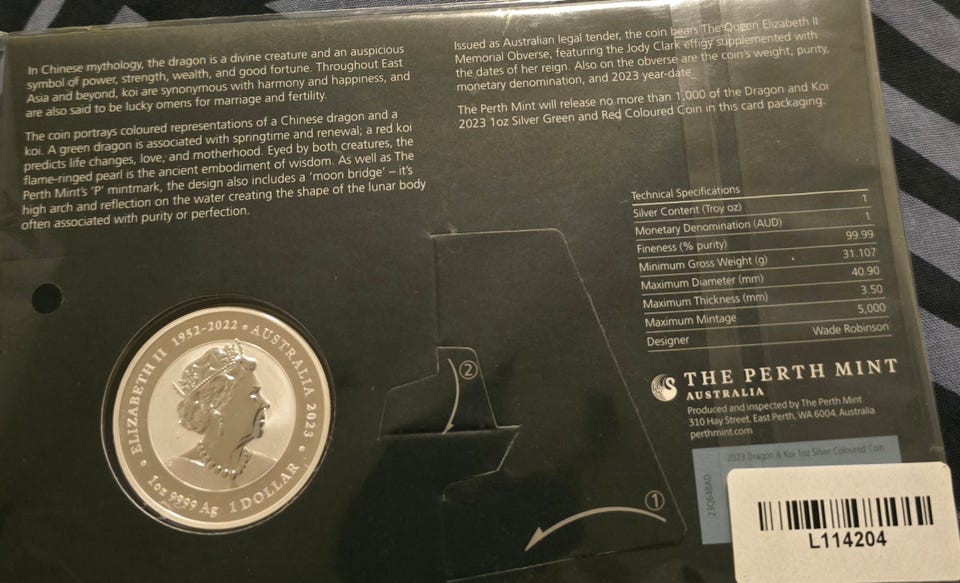 In Chinese mythology, the dragon is a divine creature and an auspicious
symbol of power, strength, wealth, and good fortune. Throughout East
Asia and beyond, koi are synonymous with harmony and happiness, and
are also said to be lucky omens for marriage and fertility.
The coin portrays coloured representations of a Chinese dragon and a
koi. A green dragon is associated with springtime and renewal; a red koi
predicts life changes, love, and motherhood. Eyed by both creatures, the
flame-ringed pearl is the ancient embodiment of wisdom. As well as The
Perth Mint's 'P' mintmark, the design also includes a 'moon bridge' – it's
high arch and reflection on the water creating the shape of the lunar body
often associated with purity or perfection.
Issued as Australian legal tender, the coin bears The Queen Elizabeth II
Memorial Obverse, featuring the Jody Clark effigy supplemented with
the dates of her reign. Also on the obverse are the coin's weight, purity,
monetary denomination, and 2023 year-date.
The Perth Mint will release no more than 1,000 of the Dragon and Koi
2023 1oz Silver Green and Red Coloured Coin in this card packaging.
Technical Specifications
Silver Content (Troy oz) 1
Monetary Denomination (AUD) 1
Fineness (% purity) 99.99
Minimum Gross Weight (g) 31.107
Maximum Diameter (mm) 40.90
Maximum Thickness (mm) 3.50
Maximum Mintage 5,000
Designer Wade Robinson
THE PERTH MINT
AUSTRALIA
Produced and inspected by The Perth Mint
310 Hay Street, East Perth, WA 6004, Australia
perthmint.com
2023 Dragon & Koi 1oz Silver Coloured Coin
L114204
ELIZABETH II 1952-2022 • AUSTRALIA 2023 •
1oz 9999 Ag 1 DOLLAR
2
1